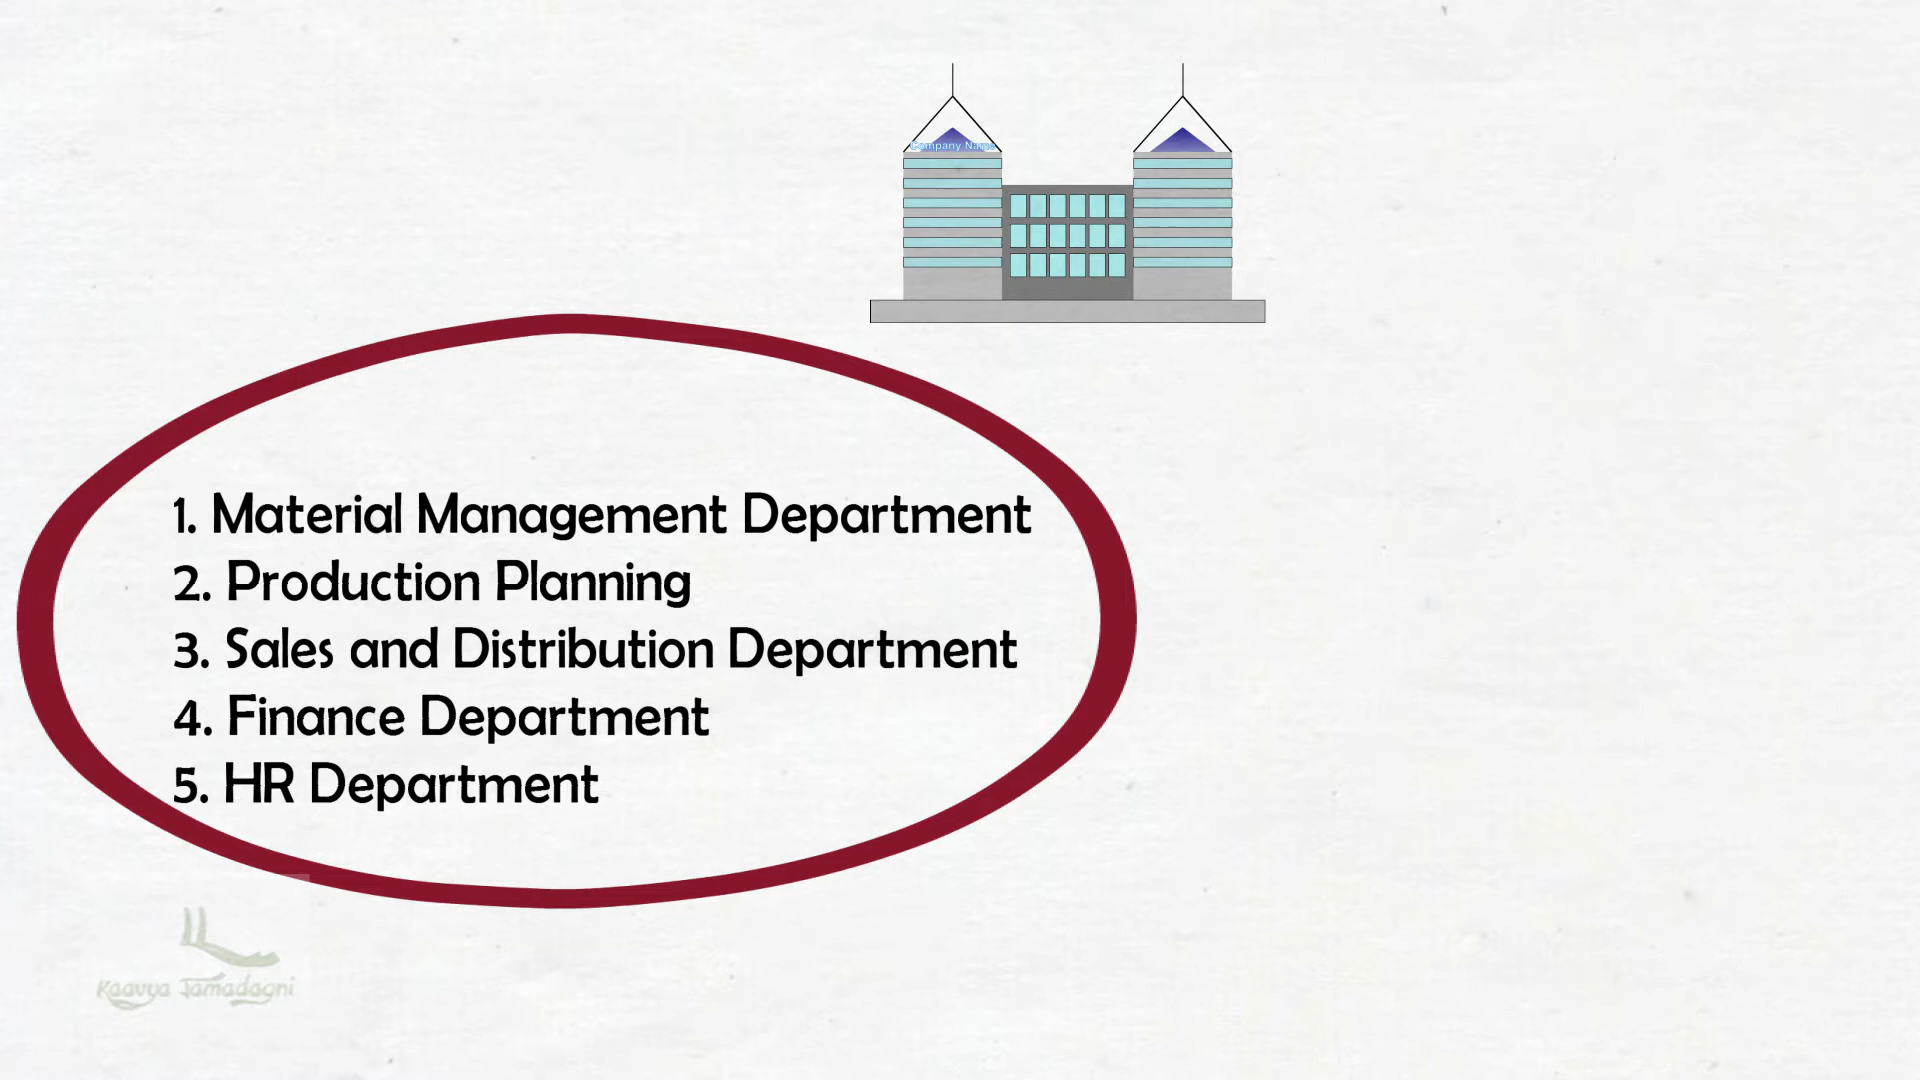 Company Name
1. Material Management Department
2. Production Planning
3. Sales and Distribution Department
4. Finance Department
5. HR Department
Kaavya Jamadagni